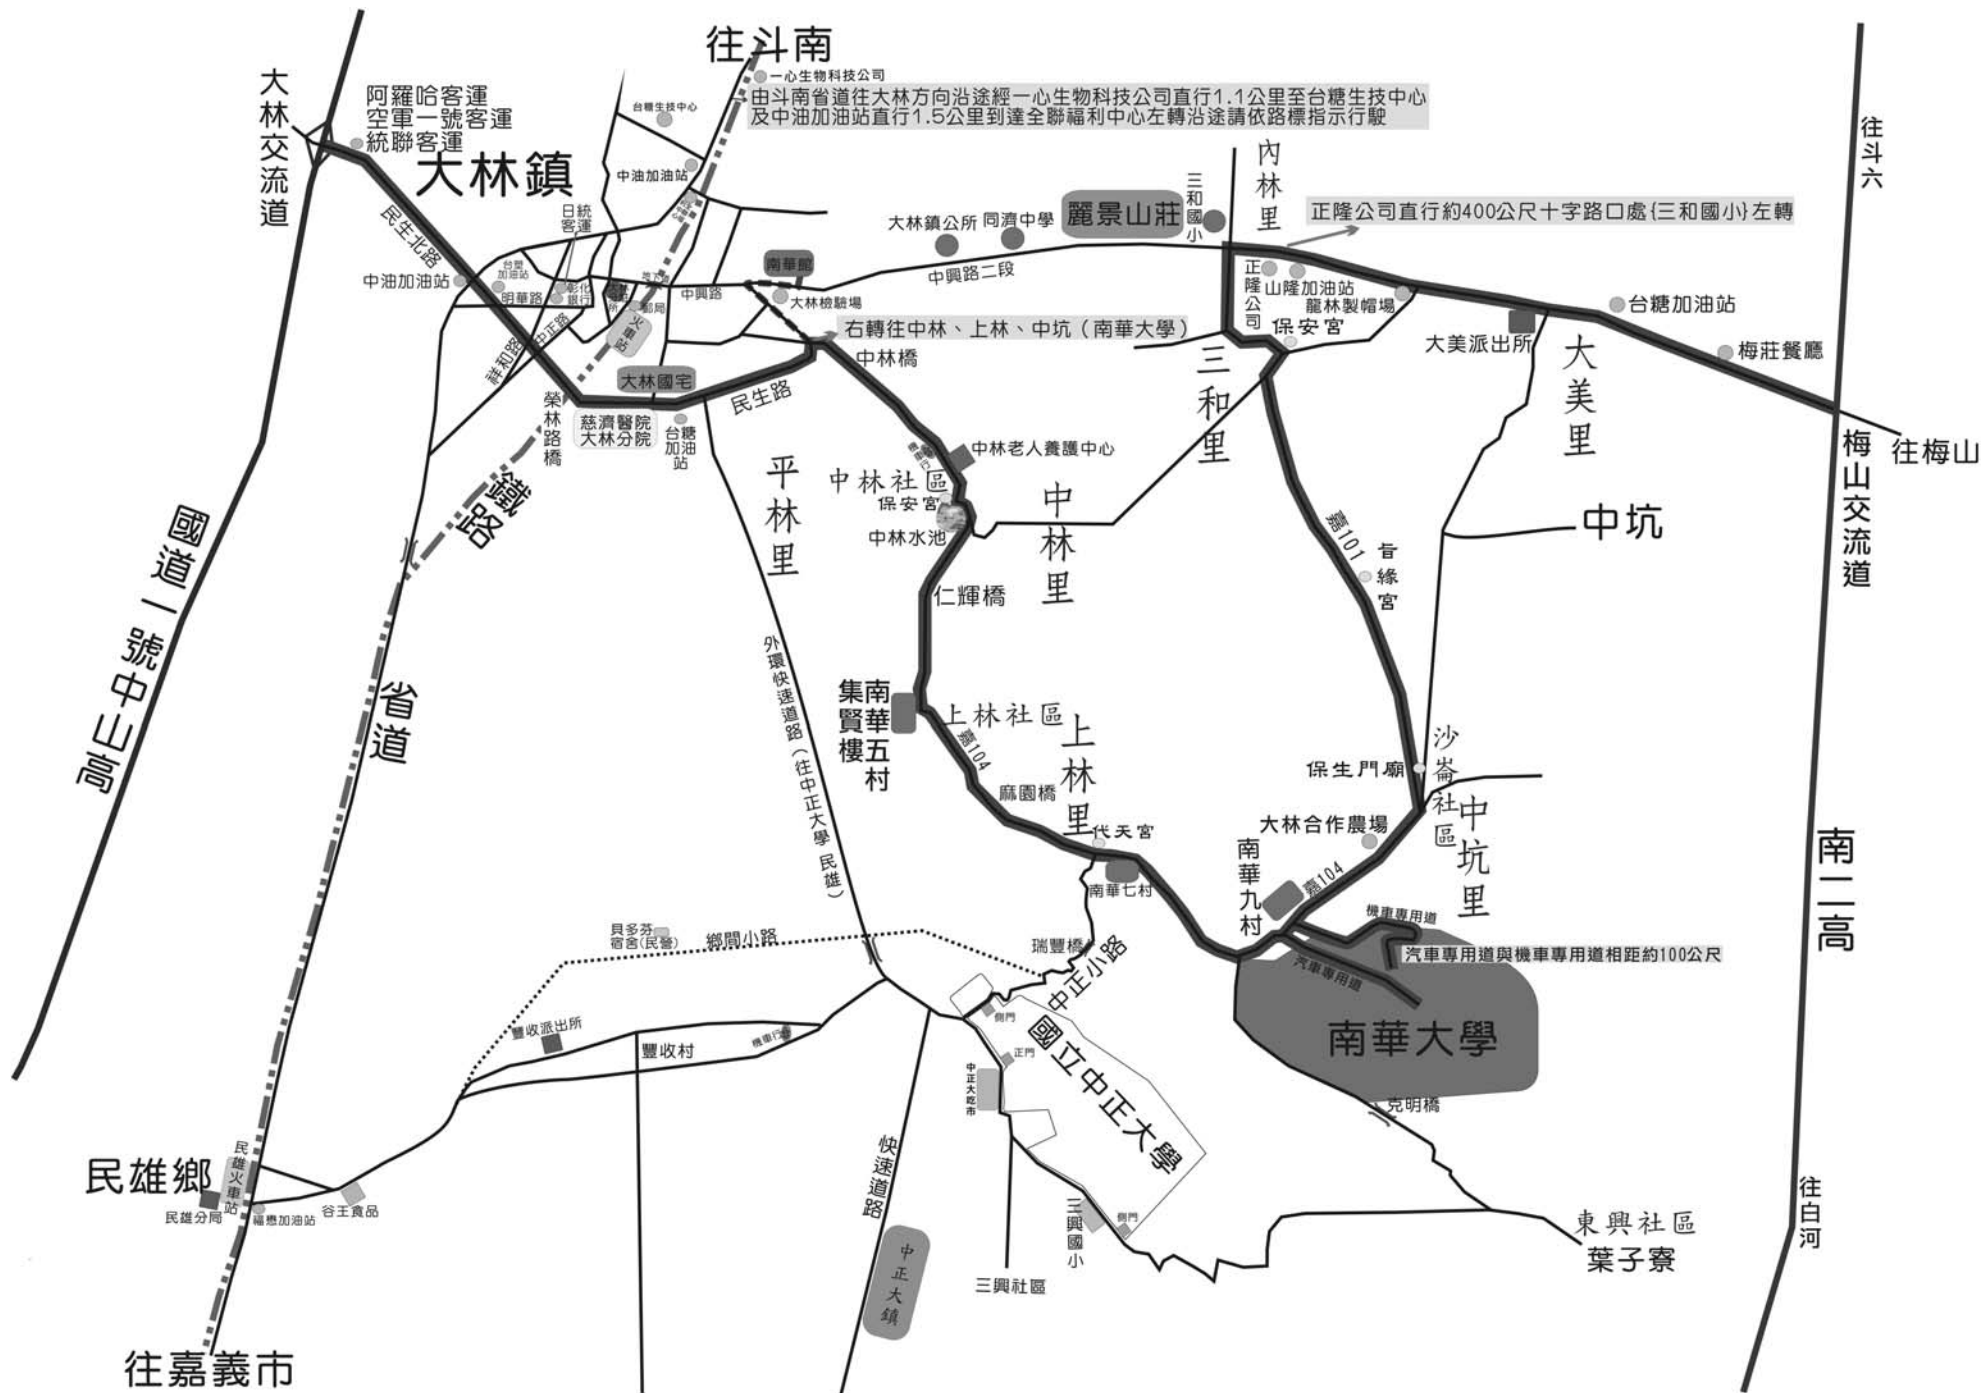 往斗南
一心生物科技公司
由斗南省道往大林方向沿途經一心生物科技公司直行1.1公里至台糖生技中心
及中油加油站直行1.5公里到達全聯福利中心左轉沿途請依路標指示行駛
大林交流道
阿羅哈客運
空軍一號客運
統聯客運
大林鎮
台糖生技中心
中油加油站
日統
客運
民生北路
中油加油站
台塑
加油站
明華路
彰化
銀行
中正路
祥和路
郵局
火車站
中興路
南華館
大林檢驗場
大林鎮公所
同濟中學
中興路二段
麗景山莊
三和國小
內林里
正隆公司直行約400公尺十字路口處{三和國小}左轉
往斗六
正隆公司
山隆加油站
龍林製帽場
保安宮
大美派出所
台糖加油站
梅莊餐廳
大美里
三和里
右轉往中林、上林、中坑（南華大學）
中林橋
大林國宅
民生路
榮林路橋
慈濟醫院
大林分院
台糖
加油站
鐵路
平林里
中林老人養護中心
中林社區
保安宮
中林水池
中林里
仁輝橋
往梅山
梅山交流道
中坑
嘉101
國道一號中山高
省道
外環快速道路（往中正大學 民雄）
南華五村
集賢樓
上林社區
嘉104
上林里
麻園橋
代天宮
南華七村
沙崙社區
保生門廟
大林合作農場
中坑里
南華九村
嘉104
機車專用道
汽車專用道與機車專用道相距約100公尺
汽車專用道
南華大學
南二高
貝多芬
宿舍(民營)
鄉間小路
瑞豐橋
中正小路
豐收派出所
豐收村
機車行
側門
正門
國立中正大學
中正大吃市
克明橋
快速道路
民雄鄉
民雄火車站
民雄分局
福懋加油站
谷王食品
中正大鎮
三興社區
三興國小
側門
東興社區
葉子寮
往白河
往嘉義市